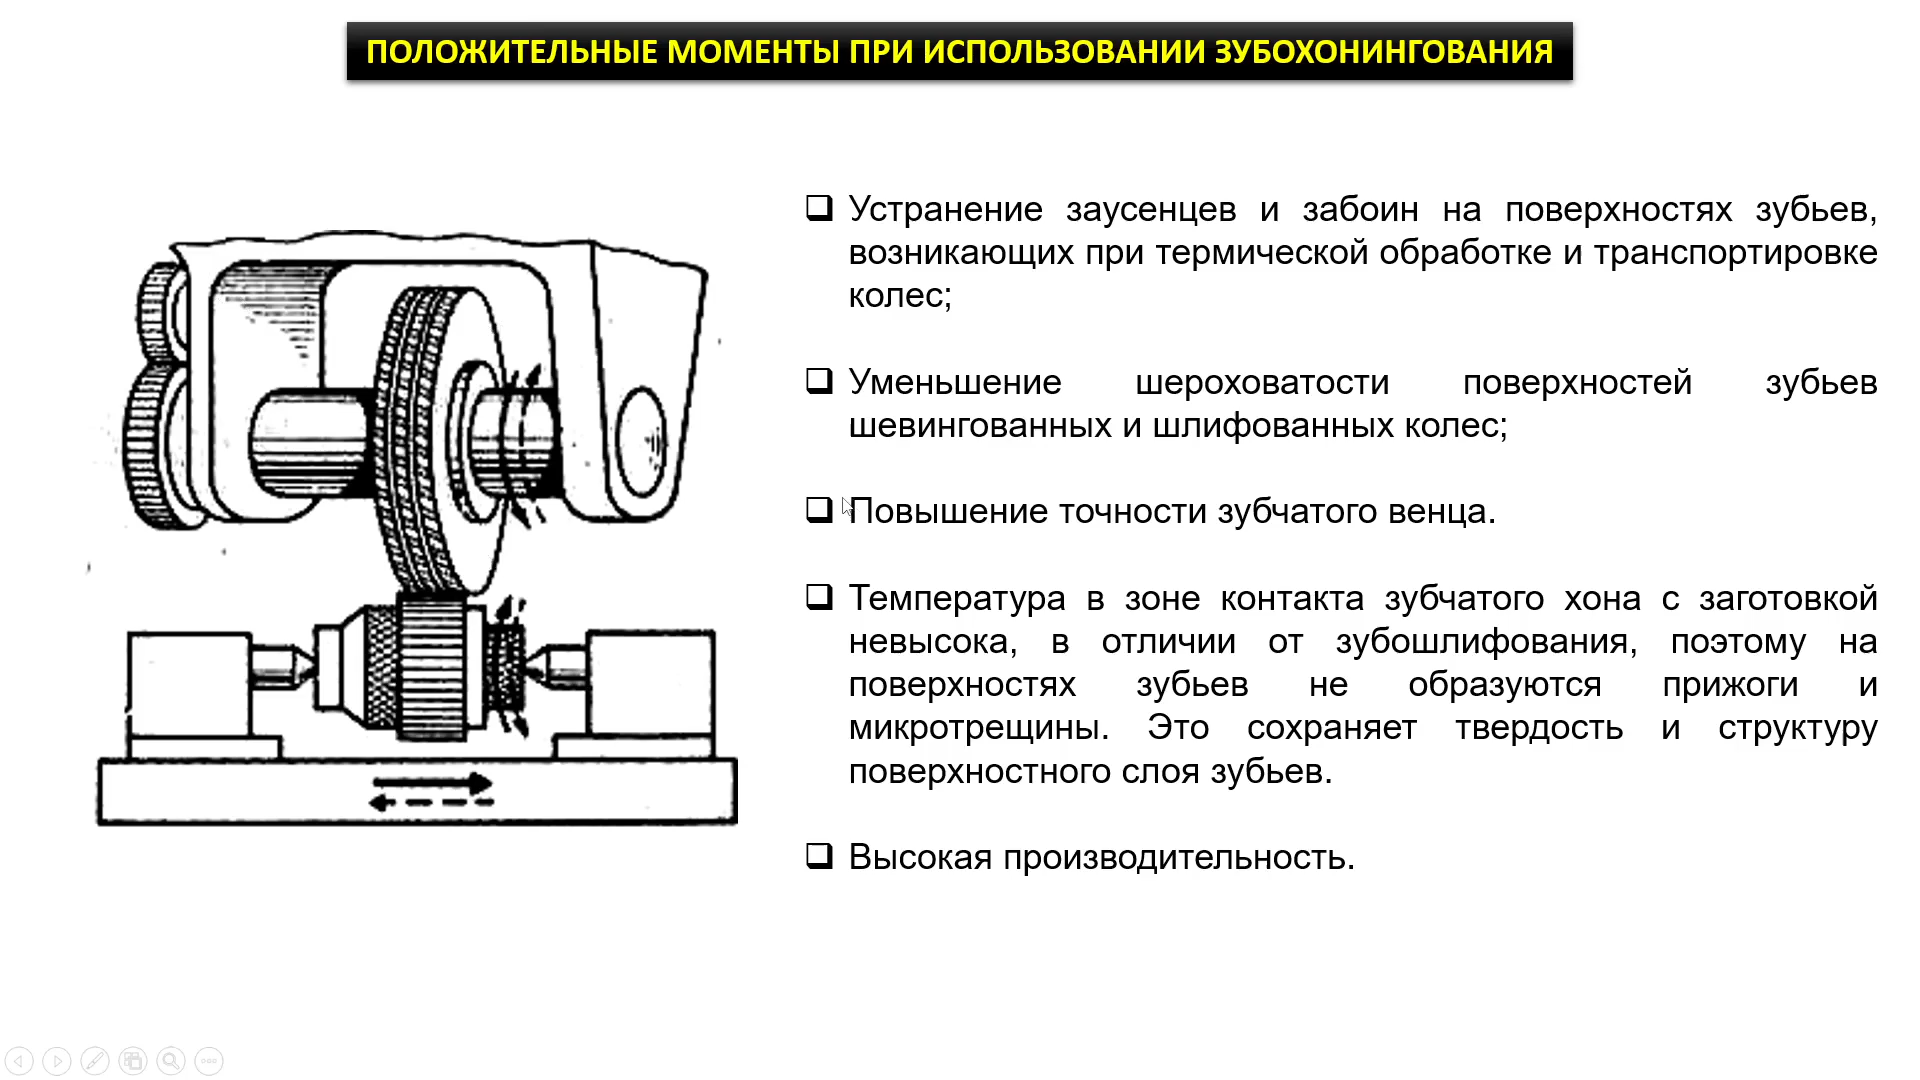 ПОЛОЖИТЕЛЬНЫЕ МОМЕНТЫ ПРИ ИСПОЛЬЗОВАНИИ ЗУБОХОНИНГОВАНИЯ
Устранение заусенцев и забоин на поверхностях зубьев,
возникающих при термической обработке и транспортировке
колес;
Уменьшение шероховатости поверхностей зубьев
шевингованных и шлифованных колес;
Повышение точности зубчатого венца.
Температура в зоне контакта зубчатого хона с заготовкой
невысока, в отличии от зубошлифования, поэтому на
поверхностях зубьев не образуются прижоги и
микротрещины. Это сохраняет твердость и структуру
поверхностного слоя зубьев.
Высокая производительность.